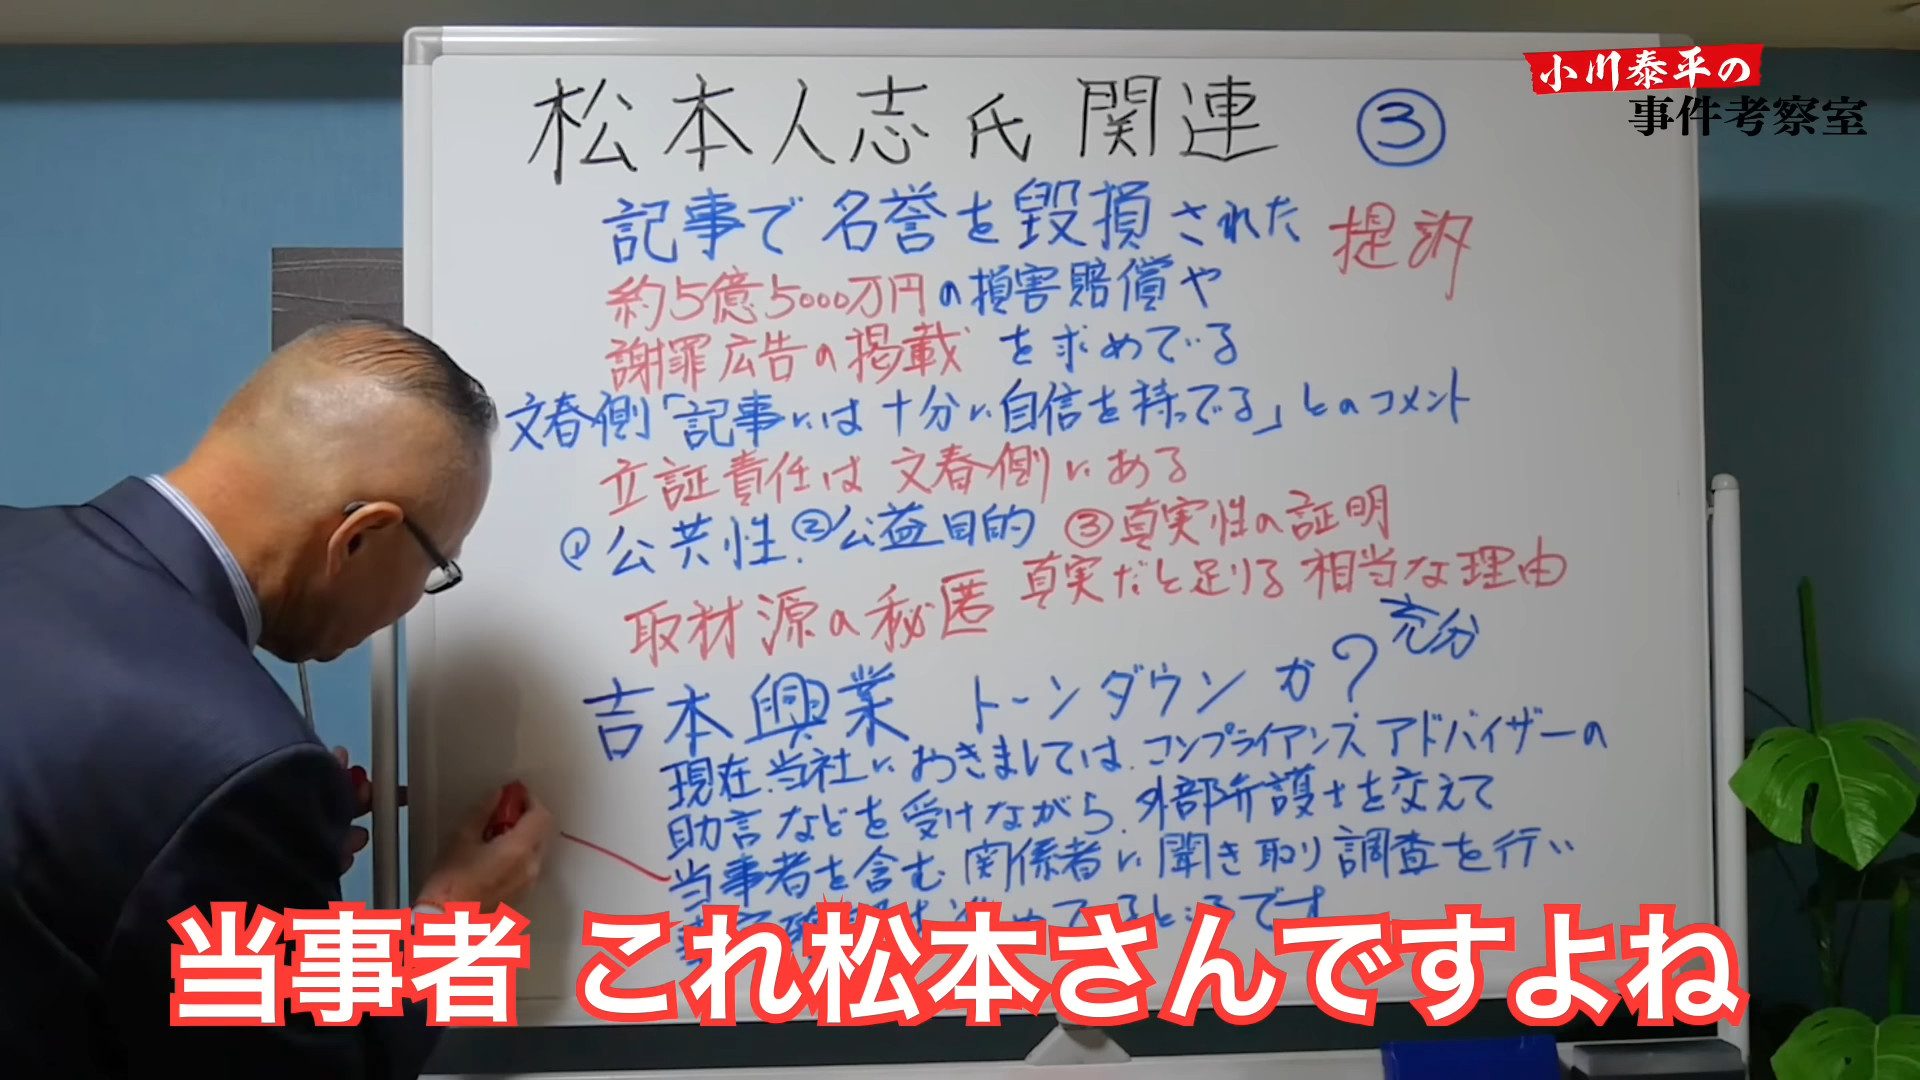 小川泰平の
事件考察室
松本人志氏関連 ③
記事で名誉を毀損された 提訴
約5億5000万円の損害賠償や
謝罪広告の掲載 を求めている
文春側「記事には十分に自信を持っている」とのコメント
立証責任は文春側にある
①公共性、②公益目的 ③真実性の証明
取材源の秘匿 真実だと足りる相当な理由
充分
吉本興業 トーンダウンか?
現在、当社におきましては、コンプライアンスアドバイザーの
助言などを受けながら、外部弁護士を交えて
当事者を含む関係者に聞き取り調査を行い
ているところです
当事者 これ松本さんですよね